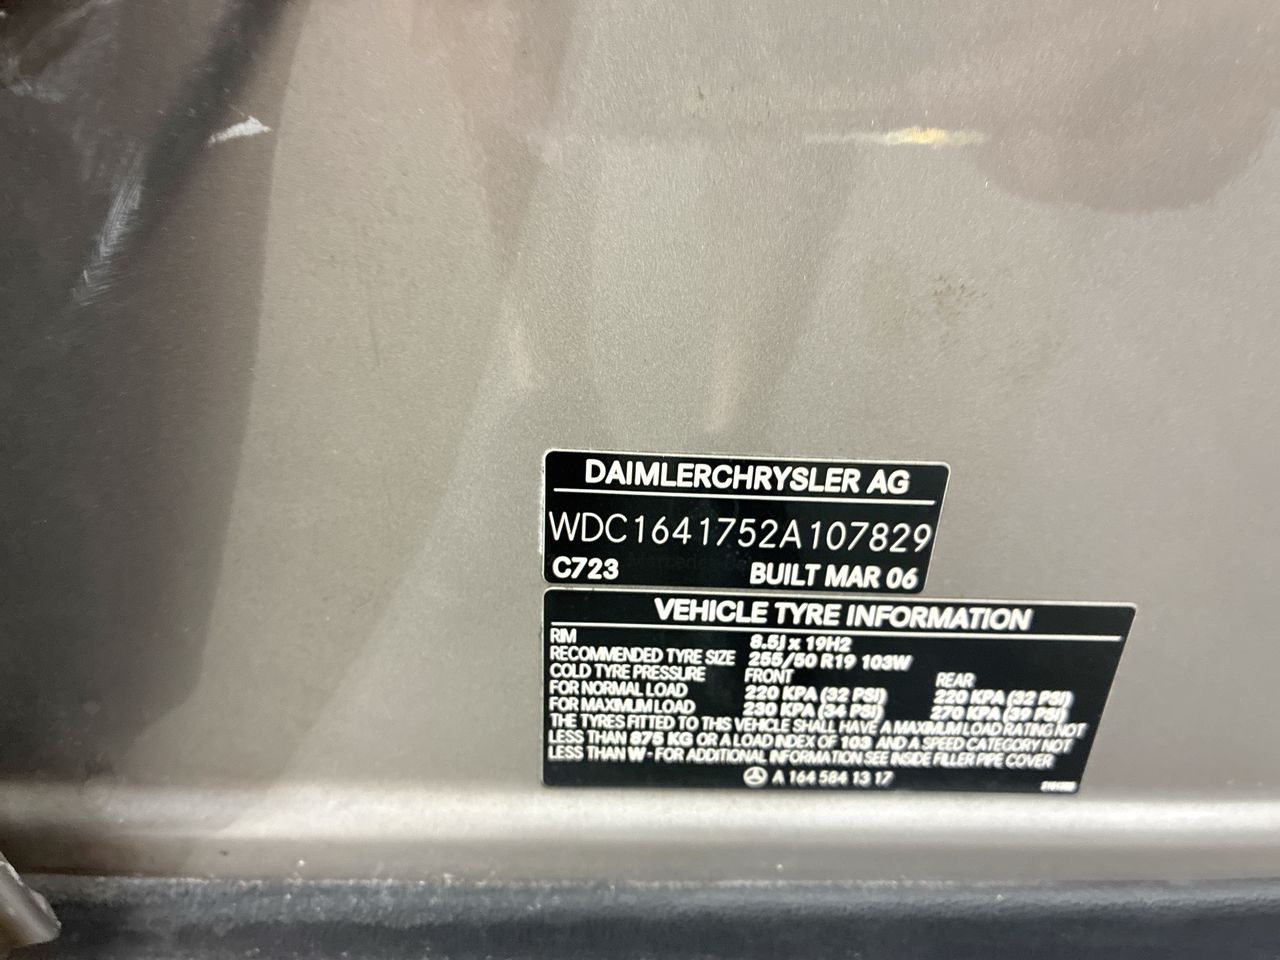 DAIMLERCHRYSLER AG
WDC1641752A107829
C723 BUILT MAR 06
VEHICLE TYRE INFORMATION
RIM 8.5J x 19H2
RECOMMENDED TYRE SIZE 255/50 R19 103W
COLD TYRE PRESSURE FRONT REAR
FOR NORMAL LOAD 220 KPA (32 PSI) 220 KPA (32 PSI)
FOR MAXIMUM LOAD 230 KPA (34 PSI) 270 KPA (39 PSI)
THE TYRES FITTED TO THIS VEHICLE SHALL HAVE A MAXIMUM LOAD RATING NOT
LESS THAN 875 KG OR A LOAD INDEX OF 103 AND A SPEED CATEGORY NOT
LESS THAN W - FOR ADDITIONAL INFORMATION SEE INSIDE FILLER PIPE COVER
A 164 584 13 17